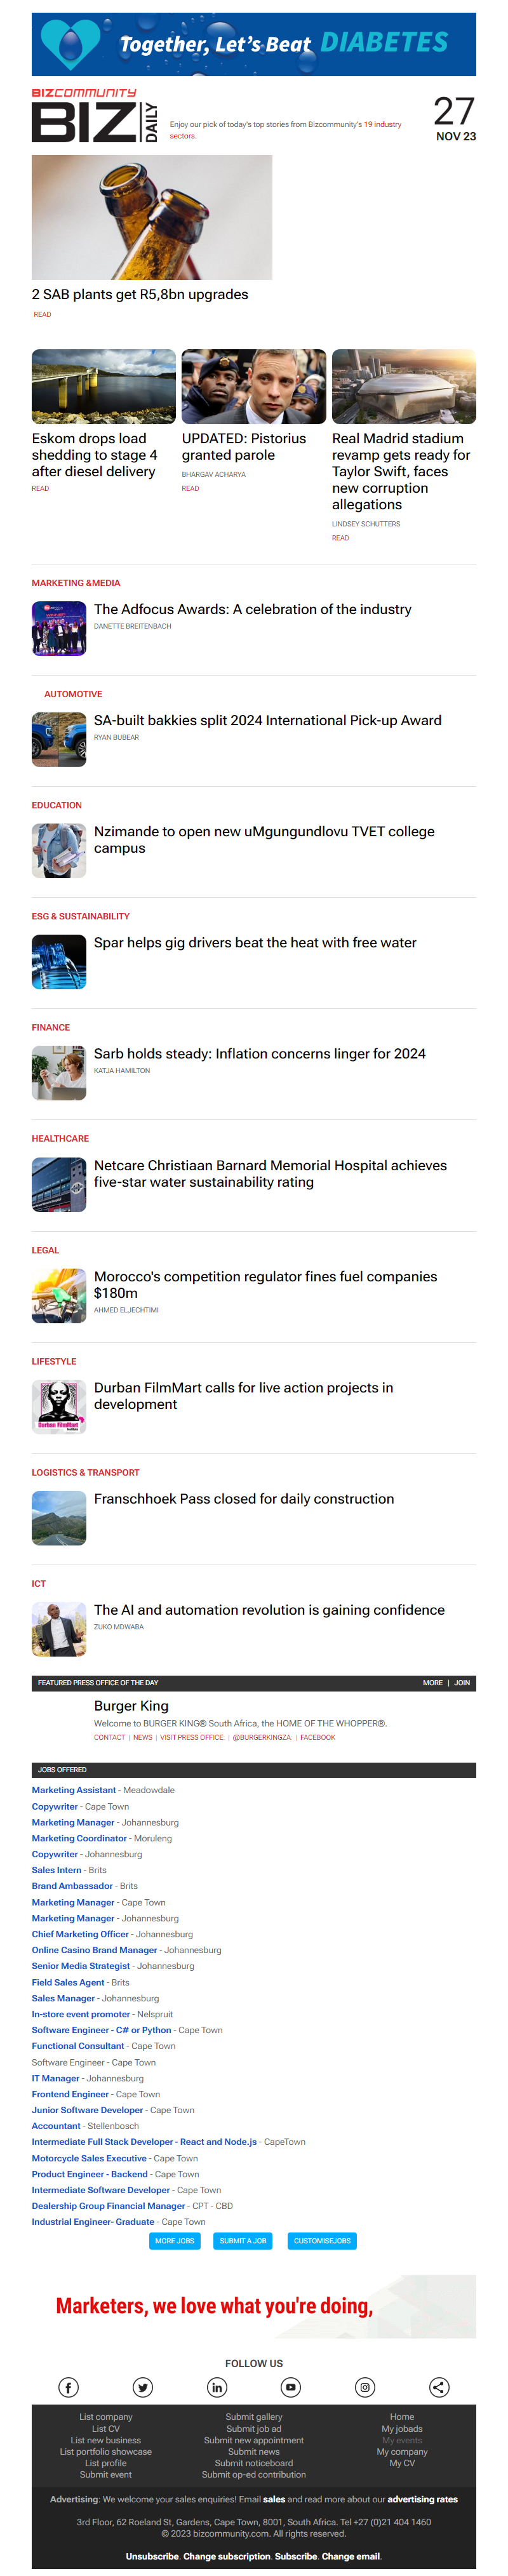 Together, Let's Beat DIABETES
BIZCOMMUNITY
BIZ DAILY
Enjoy our pick of today's top stories from Bizcommunity's 19 industry
sectors.
27
NOV 23
2 SAB plants get R5,8bn upgrades
READ
Eskom drops load
shedding to stage 4
after diesel delivery
READ
UPDATED: Pistorius
granted parole
BHARGAV ACHARYA
READ
Real Madrid stadium
revamp gets ready for
Taylor Swift, faces
new corruption
allegations
LINDSEY SCHUTTERS
READ
MARKETING &MEDIA
The Adfocus Awards: A celebration of the industry
DANETTE BREITENBACH
AUTOMOTIVE
SA-built bakkies split 2024 International Pick-up Award
RYAN BUBEAR
EDUCATION
Nzimande to open new uMgungundlovu TVET college
campus
ESG & SUSTAINABILITY
Spar helps gig drivers beat the heat with free water
FINANCE
Sarb holds steady: Inflation concerns linger for 2024
KATJA HAMILTON
HEALTHCARE
Netcare Christiaan Barnard Memorial Hospital achieves
five-star water sustainability rating
LEGAL
Morocco's competition regulator fines fuel companies
$180m
AHMED ELJECHTIMI
LIFESTYLE
Durban FilmMart
Durban FilmMart calls for live action projects in
development
LOGISTICS & TRANSPORT
Franschhoek Pass closed for daily construction
ICT
The AI and automation revolution is gaining confidence
ZUKO MDWABA
FEATURED PRESS OFFICE OF THE DAY MORE | JOIN
Burger King
Welcome to BURGER KING® South Africa, the HOME OF THE WHOPPER®.
CONTACT | NEWS | VISIT PRESS OFFICE: | @BURGERKINGZA: | FACEBOOK
JOBS OFFERED
Marketing Assistant - Meadowdale
Copywriter - Cape Town
Marketing Manager - Johannesburg
Marketing Coordinator - Moruleng
Copywriter - Johannesburg
Sales Intern - Brits
Brand Ambassador - Brits
Marketing Manager - Cape Town
Marketing Manager - Johannesburg
Chief Marketing Officer - Johannesburg
Online Casino Brand Manager - Johannesburg
Senior Media Strategist - Johannesburg
Field Sales Agent - Brits
Sales Manager - Johannesburg
In-store event promoter - Nelspruit
Software Engineer - C# or Python - Cape Town
Functional Consultant - Cape Town
Software Engineer - Cape Town
IT Manager - Johannesburg
Frontend Engineer - Cape Town
Junior Software Developer - Cape Town
Accountant - Stellenbosch
Intermediate Full Stack Developer - React and Node.js - CapeTown
Motorcycle Sales Executive - Cape Town
Product Engineer - Backend - Cape Town
Intermediate Software Developer - Cape Town
Dealership Group Financial Manager - CPT - CBD
Industrial Engineer- Graduate - Cape Town
MORE JOBS SUBMIT A JOB CUSTOMISEJOBS
Marketers, we love what you're doing,
FOLLOW US
List company
List CV
List new business
List portfolio showcase
List profile
Submit event
Submit gallery
Submit job ad
Submit new appointment
Submit news
Submit noticeboard
Submit op-ed contribution
Home
My jobads
My events
My company
My CV
Advertising: We welcome your sales enquiries! Email sales and read more about our advertising rates
3rd Floor, 62 Roeland St, Gardens, Cape Town, 8001, South Africa. Tel +27 (0)21 404 1460
© 2023 bizcommunity.com. All rights reserved.
Unsubscribe. Change subscription. Subscribe. Change email.